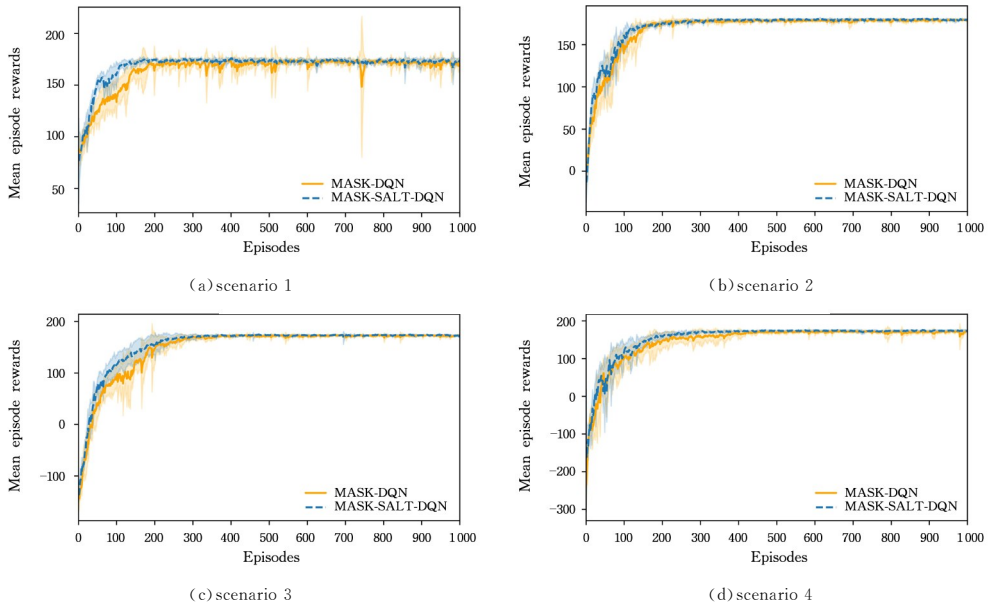 200
150
100
50
Mean episode rewards
MASK-DQN
MASK-SALT-DQN
0 100 200 300 400 500 600 700 800 900 1 000
Episodes
(a)scenario 1
150
100
50
0
Mean episode rewards
MASK-DQN
MASK-SALT-DQN
0 100 200 300 400 500 600 700 800 900 1 000
Episodes
(b)scenario 2
200
100
0
−100
Mean episode rewards
MASK-DQN
MASK-SALT-DQN
0 100 200 300 400 500 600 700 800 900 1 000
Episodes
(c)scenario 3
200
100
0
−100
−200
−300
Mean episode rewards
MASK-DQN
MASK-SALT-DQN
0 100 200 300 400 500 600 700 800 900 1 000
Episodes
(d)scenario 4